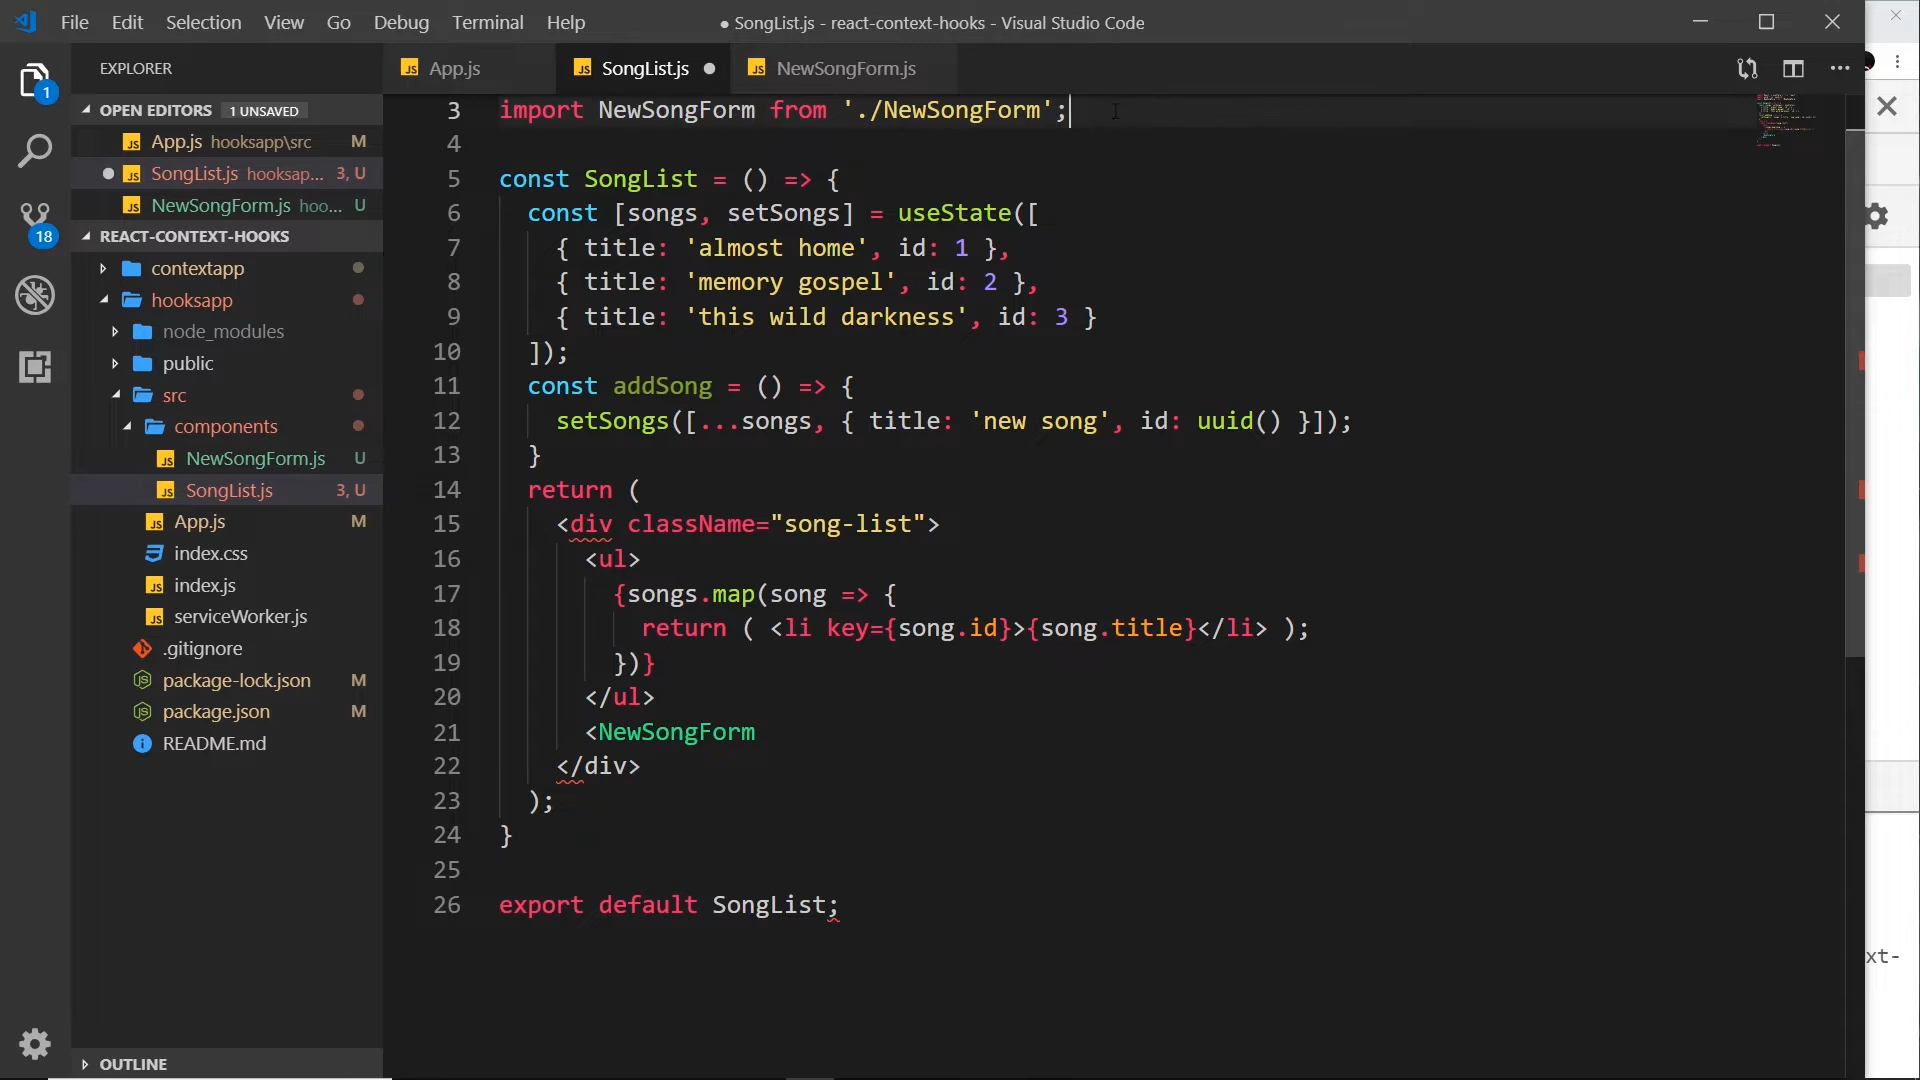 File Edit Selection View Go Debug Terminal Help ● SongList.js - react-context-hooks - Visual Studio Code
EXPLORER
App.js SongList.js NewSongForm.js
OPEN EDITORS 1 UNSAVED
App.js hooksapp\src M
SongList.js hooksap... 3, U
NewSongForm.js hoo... U
REACT-CONTEXT-HOOKS
contextapp
hooksapp
node_modules
public
src
components
NewSongForm.js U
SongList.js 3, U
App.js M
index.css
index.js
serviceWorker.js
.gitignore
package-lock.json M
package.json M
README.md
OUTLINE
1
18
3 import NewSongForm from './NewSongForm';
4
5 const SongList = () => {
6 const [songs, setSongs] = useState([
7 { title: 'almost home', id: 1 },
8 { title: 'memory gospel', id: 2 },
9 { title: 'this wild darkness', id: 3 }
10 ]);
11 const addSong = () => {
12 setSongs([...songs, { title: 'new song', id: uuid() }]);
13 }
14 return (
15 <div className="song-list">
16 <ul>
17 {songs.map(song => {
18 return ( <li key={song.id}>{song.title}</li> );
19 })}
20 </ul>
21 <NewSongForm
22 </div>
23 );
24 }
25
26 export default SongList;
xt-